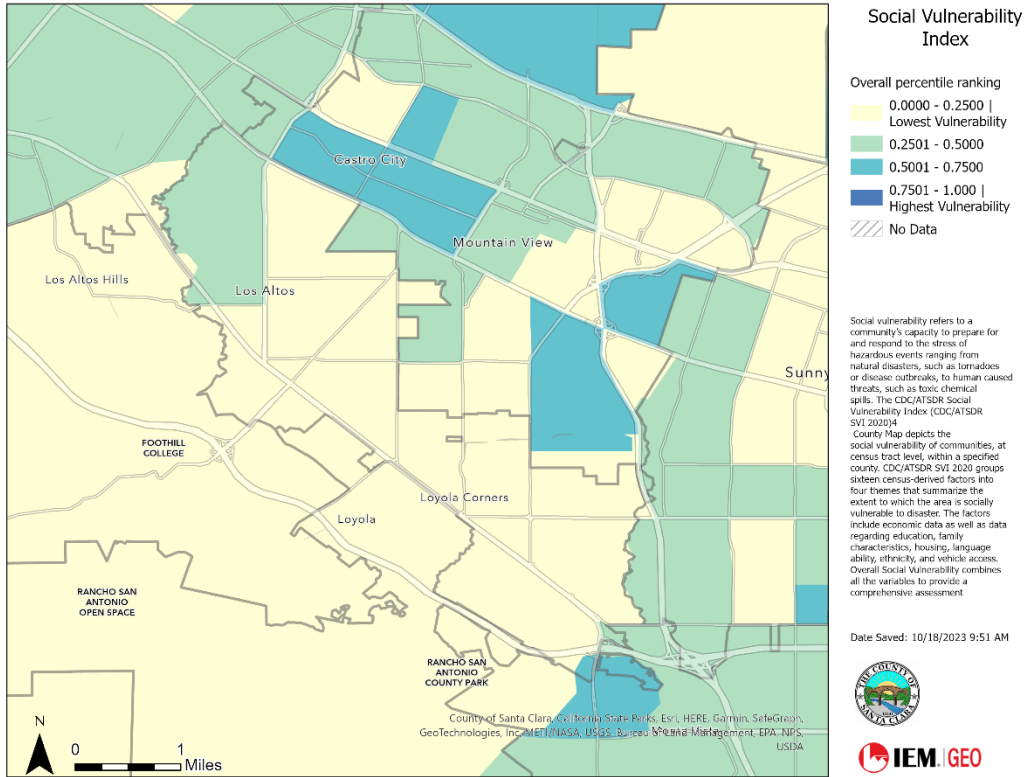 Social Vulnerability
Index
Overall percentile ranking
0.0000 - 0.2500 |
Lowest Vulnerability
0.2501 - 0.5000
0.5001 - 0.7500
0.7501 - 1.000 |
Highest Vulnerability
No Data
Castro City
Mountain View
Los Altos Hills
Los Altos
Sunny
FOOTHILL
COLLEGE
Loyola Corners
Loyola
RANCHO SAN
ANTONIO
OPEN SPACE
RANCHO SAN
ANTONIO
COUNTY PARK
County of Santa Clara, California State Parks, Esri, HERE, Garmin, SafeGraph,
GeoTechnologies, Inc, METI/NASA, USGS, Bureau of Land Management, EPA, NPS,
USDA
N
0 1
Miles
Social vulnerability refers to a
community's capacity to prepare for
and respond to the stress of
hazardous events ranging from
natural disasters, such as tornadoes
or disease outbreaks, to human caused
threats, such as toxic chemical
spills. The CDC/ATSDR Social
Vulnerability Index (CDC/ATSDR
SVI 2020)4
County Map depicts the
social vulnerability of communities, at
census tract level, within a specified
county. CDC/ATSDR SVI 2020 groups
sixteen census-derived factors into
four themes that summarize the
extent to which the area is socially
vulnerable to disaster. The factors
include economic data as well as data
regarding education, family
characteristics, housing, language
ability, ethnicity, and vehicle access.
Overall Social Vulnerability combines
all the variables to provide a
comprehensive assessment
Date Saved: 10/18/2023 9:51 AM
THE COUNTY OF
SANTA CLARA
IEM GEO